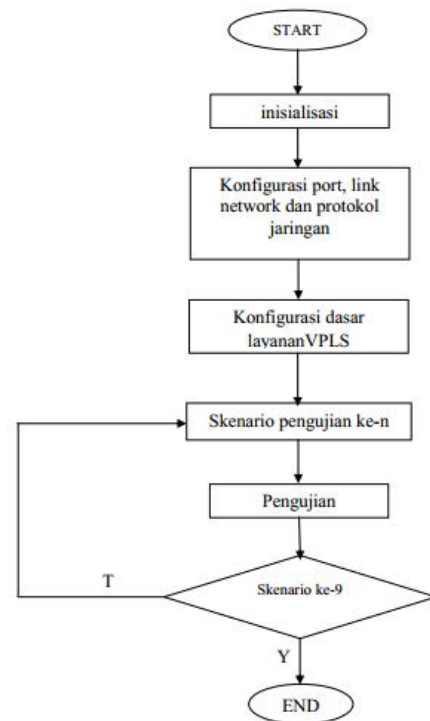 START
inisialisasi
Konfigurasi port, link
network dan protokol
jaringan
Konfigurasi dasar
layananVPLS
Skenario pengujian ke-n
Pengujian
T
Skenario ke-9
Y
END